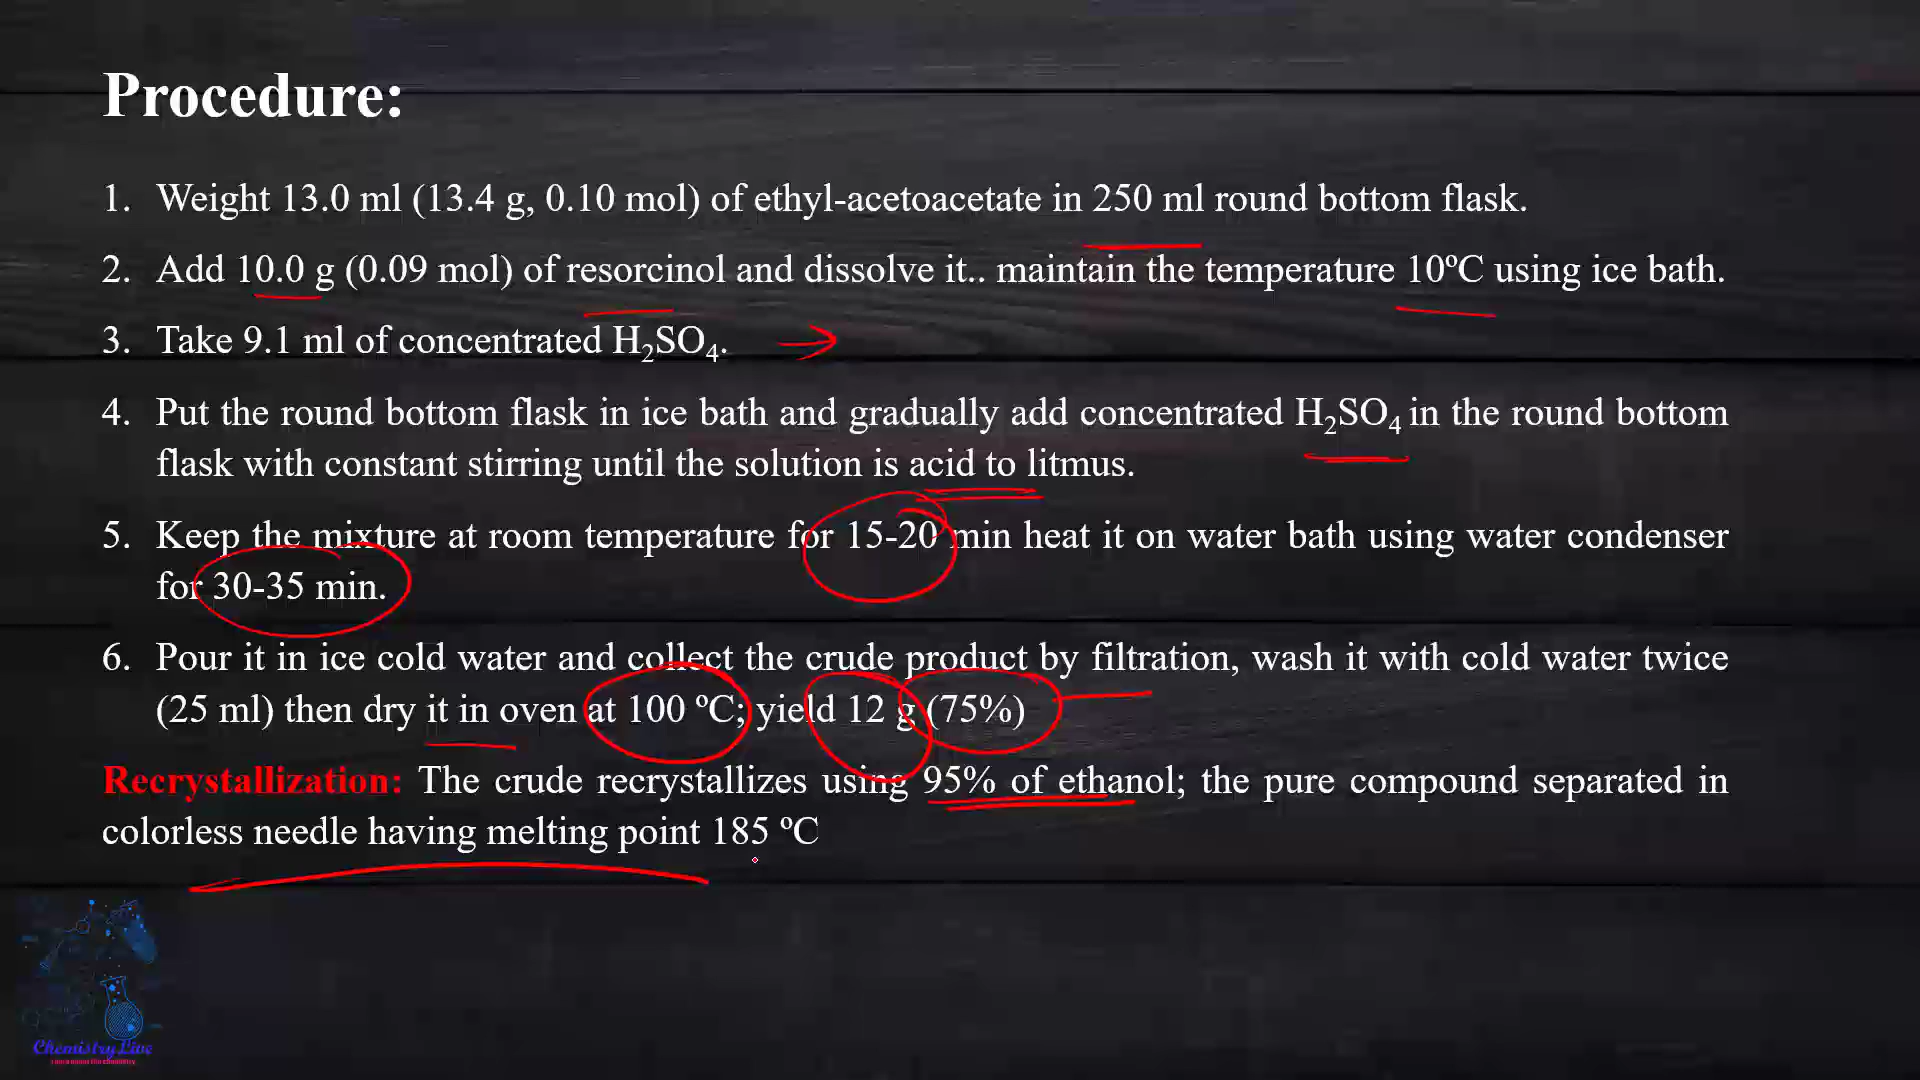 Procedure:
1. Weight 13.0 ml (13.4 g, 0.10 mol) of ethyl-acetoacetate in 250 ml round bottom flask.
2. Add 10.0 g (0.09 mol) of resorcinol and dissolve it.. maintain the temperature 10ºC using ice bath.
3. Take 9.1 ml of concentrated H₂SO₄.
4. Put the round bottom flask in ice bath and gradually add concentrated H₂SO₄ in the round bottom
flask with constant stirring until the solution is acid to litmus.
5. Keep the mixture at room temperature for 15-20 min heat it on water bath using water condenser
for 30-35 min.
6. Pour it in ice cold water and collect the crude product by filtration, wash it with cold water twice
(25 ml) then dry it in oven at 100 ºC; yield 12 g (75%)
Recrystallization: The crude recrystallizes using 95% of ethanol; the pure compound separated in
colorless needle having melting point 185 ºC
Chemistry Live